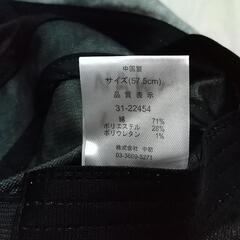 中国製
サイズ(57.5cm)
品質表示
31-22454
綿 71%
ポリエステル 28%
ポリウレタン 1%
株式会社 中初
03-3609-5271